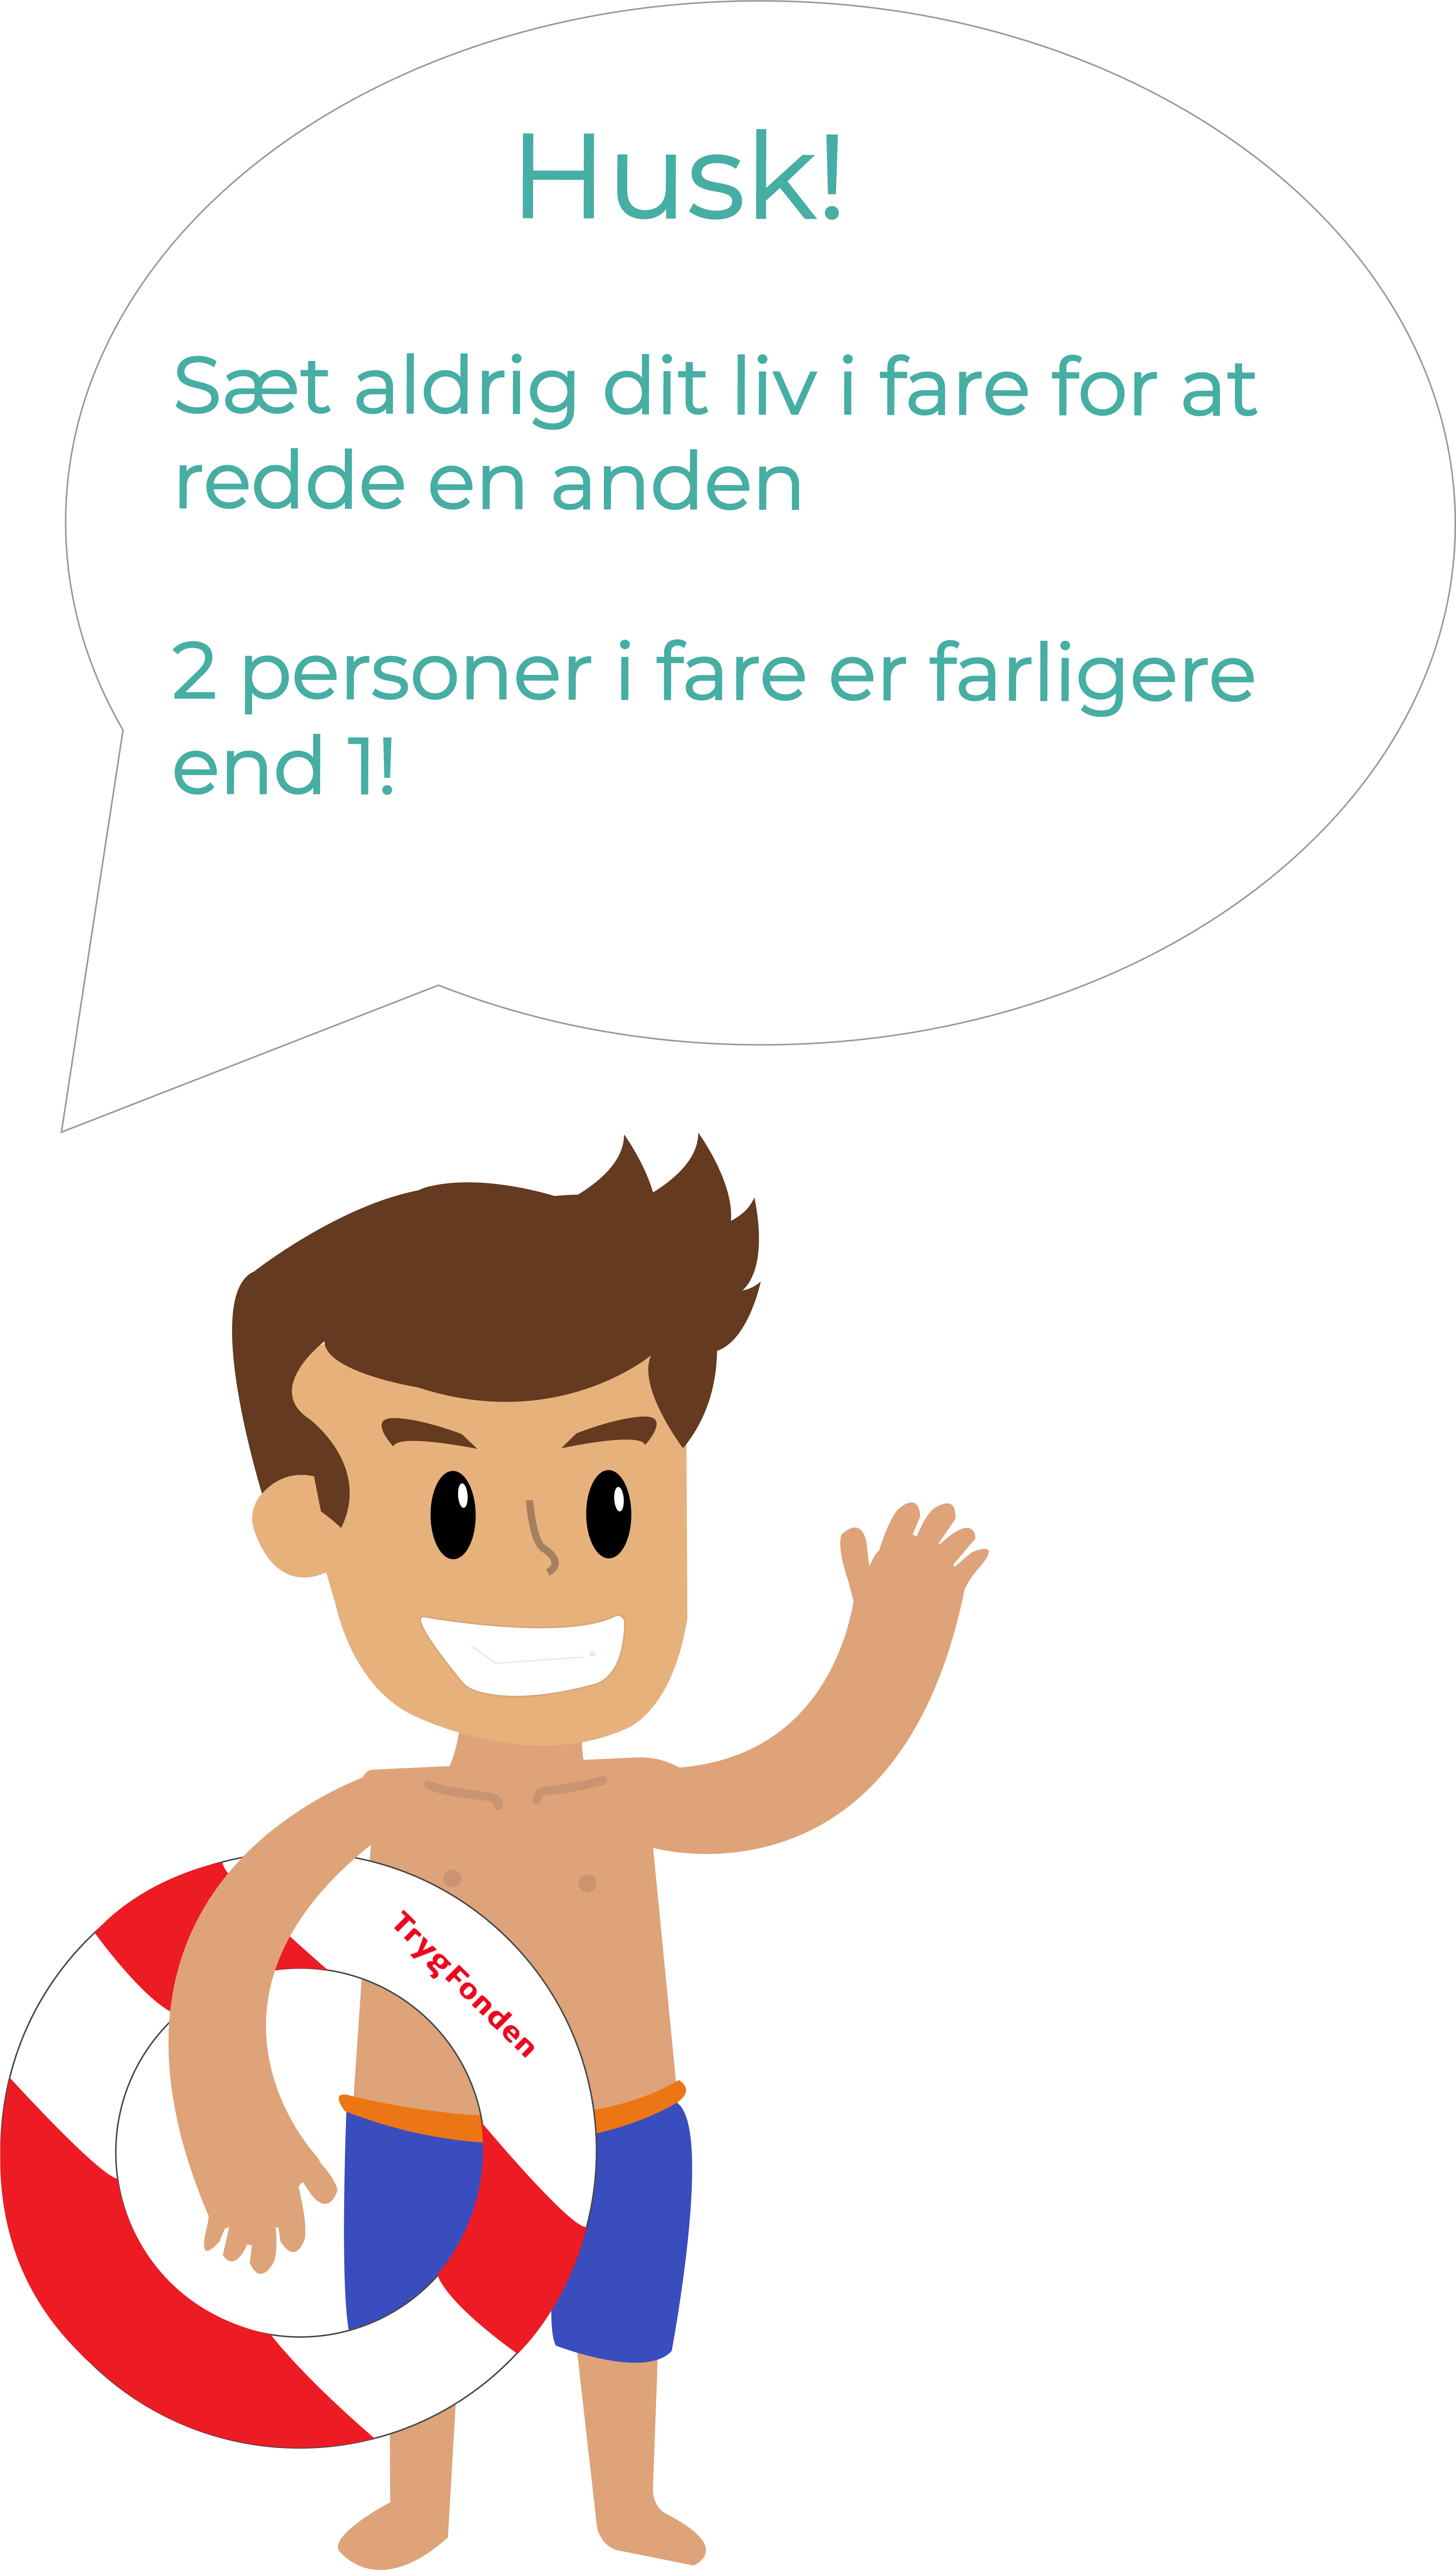 Husk!
Sæt aldrig dit liv i fare for at
redde en anden
2 personer i fare er farligere
end 1!
TrygFonden